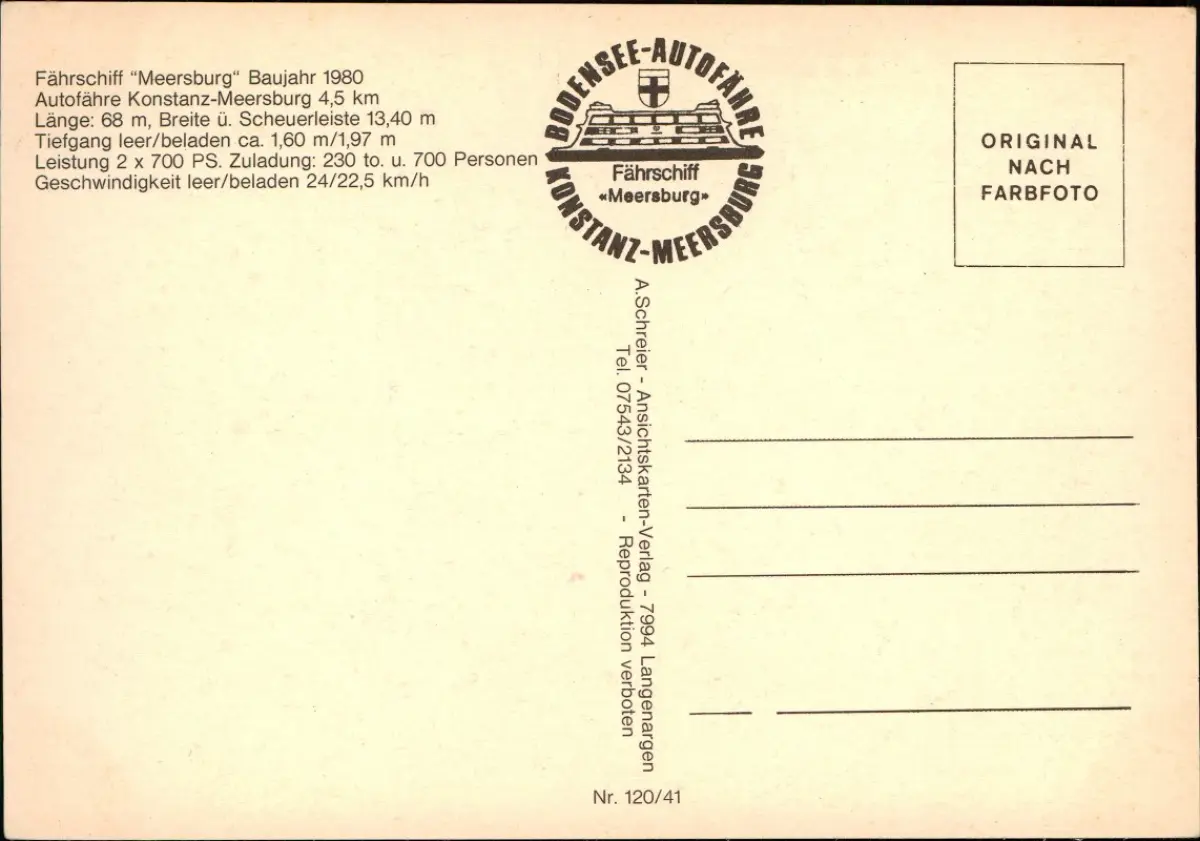 Fährschiff "Meersburg" Baujahr 1980
Autofähre Konstanz-Meersburg 4,5 km
Länge: 68 m, Breite ü. Scheuerleiste 13,40 m
Tiefgang leer/beladen ca. 1,60 m/1,97 m
Leistung 2 x 700 PS. Zuladung: 230 to. u. 700 Personen
Geschwindigkeit leer/beladen 24/22,5 km/h
BODENSEE-AUTOFÄHRE
Fährschiff
«Meersburg»
KONSTANZ-MEERSBURG
ORIGINAL
NACH
FARBFOTO
A.Schreier - Ansichtskarten-Verlag - 7994 Langenargen
Tel. 07543/2134 - Reproduktion verboten
Nr. 120/41